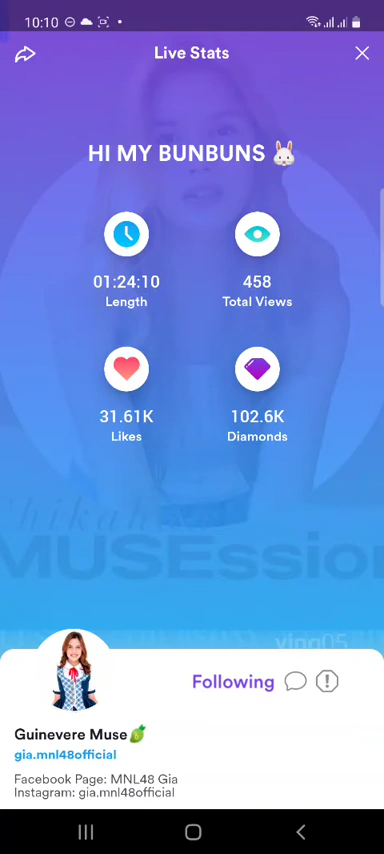 10:10
Live Stats
HI MY BUNBUNS 🐰
01:24:10
Length
458
Total Views
31.61K
Likes
102.6K
Diamonds
MUSEssion
Guinevere Muse🍈
gia.mnl48official
Following
Facebook Page: MNL48 Gia
Instagram: gia.mnl48official